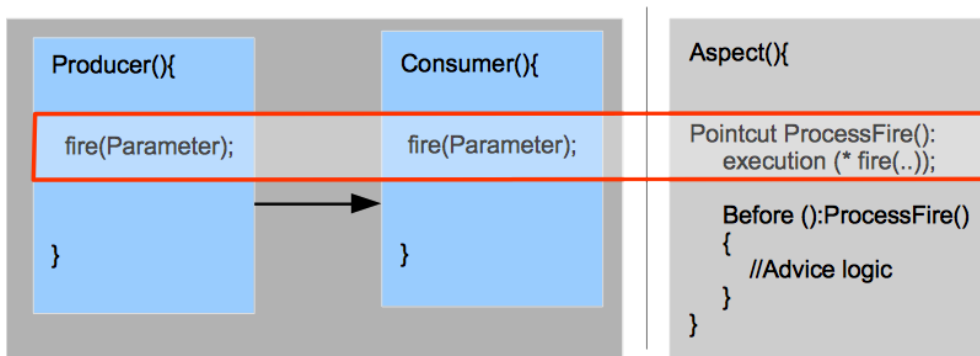 Producer(){
fire(Parameter);
}
Consumer(){
fire(Parameter);
}
Aspect(){
Pointcut ProcessFire():
execution (* fire(..));
Before ():ProcessFire()
{
//Advice logic
}
}